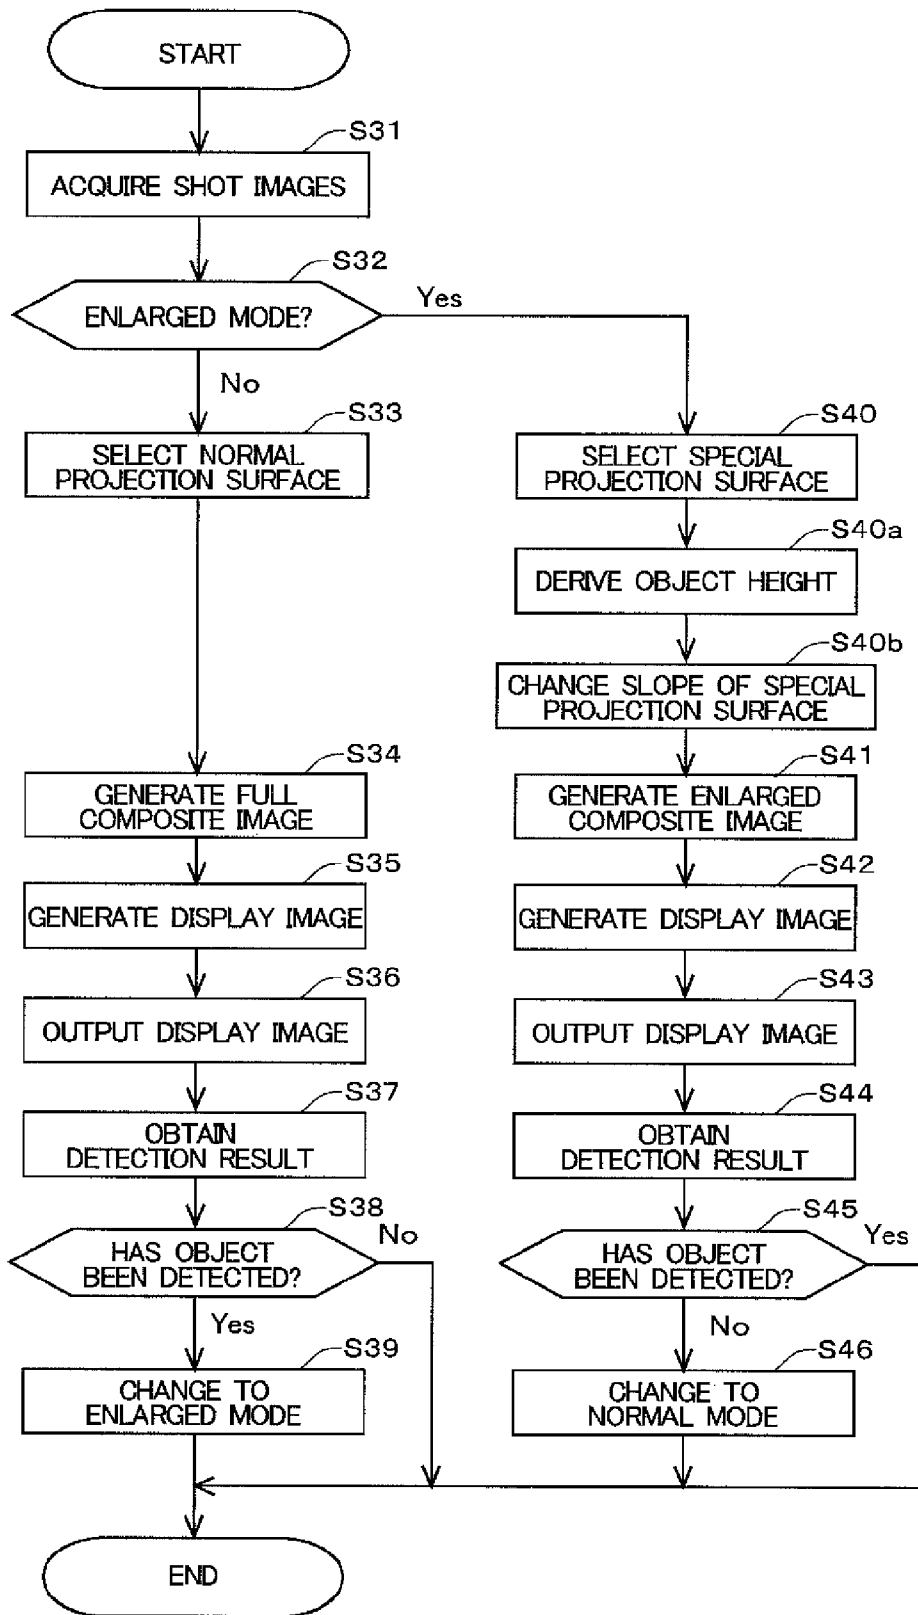 START
S31
ACQUIRE SHOT IMAGES
S32
ENLARGED MODE?
Yes
No
S33
SELECT NORMAL
PROJECTION SURFACE
S40
SELECT SPECIAL
PROJECTION SURFACE
S40a
DERIVE OBJECT HEIGHT
S40b
CHANGE SLOPE OF SPECIAL
PROJECTION SURFACE
S34
GENERATE FULL
COMPOSITE IMAGE
S41
GENERATE ENLARGED
COMPOSITE IMAGE
S35
GENERATE DISPLAY IMAGE
S42
GENERATE DISPLAY IMAGE
S36
OUTPUT DISPLAY IMAGE
S43
OUTPUT DISPLAY IMAGE
S37
OBTAIN
DETECTION RESULT
S44
OBTAIN
DETECTION RESULT
S38
HAS OBJECT
BEEN DETECTED?
No
Yes
S45
HAS OBJECT
BEEN DETECTED?
Yes
No
S39
CHANGE TO
ENLARGED MODE
S46
CHANGE TO
NORMAL MODE
END